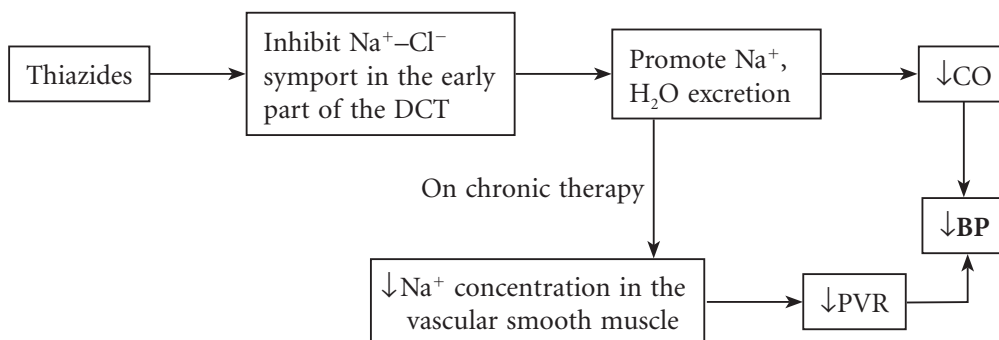 Thiazides
Inhibit Na⁺–Cl⁻
symport in the early
part of the DCT
Promote Na⁺,
H₂O excretion
↓CO
On chronic therapy
↓BP
↓Na⁺ concentration in the
vascular smooth muscle
↓PVR